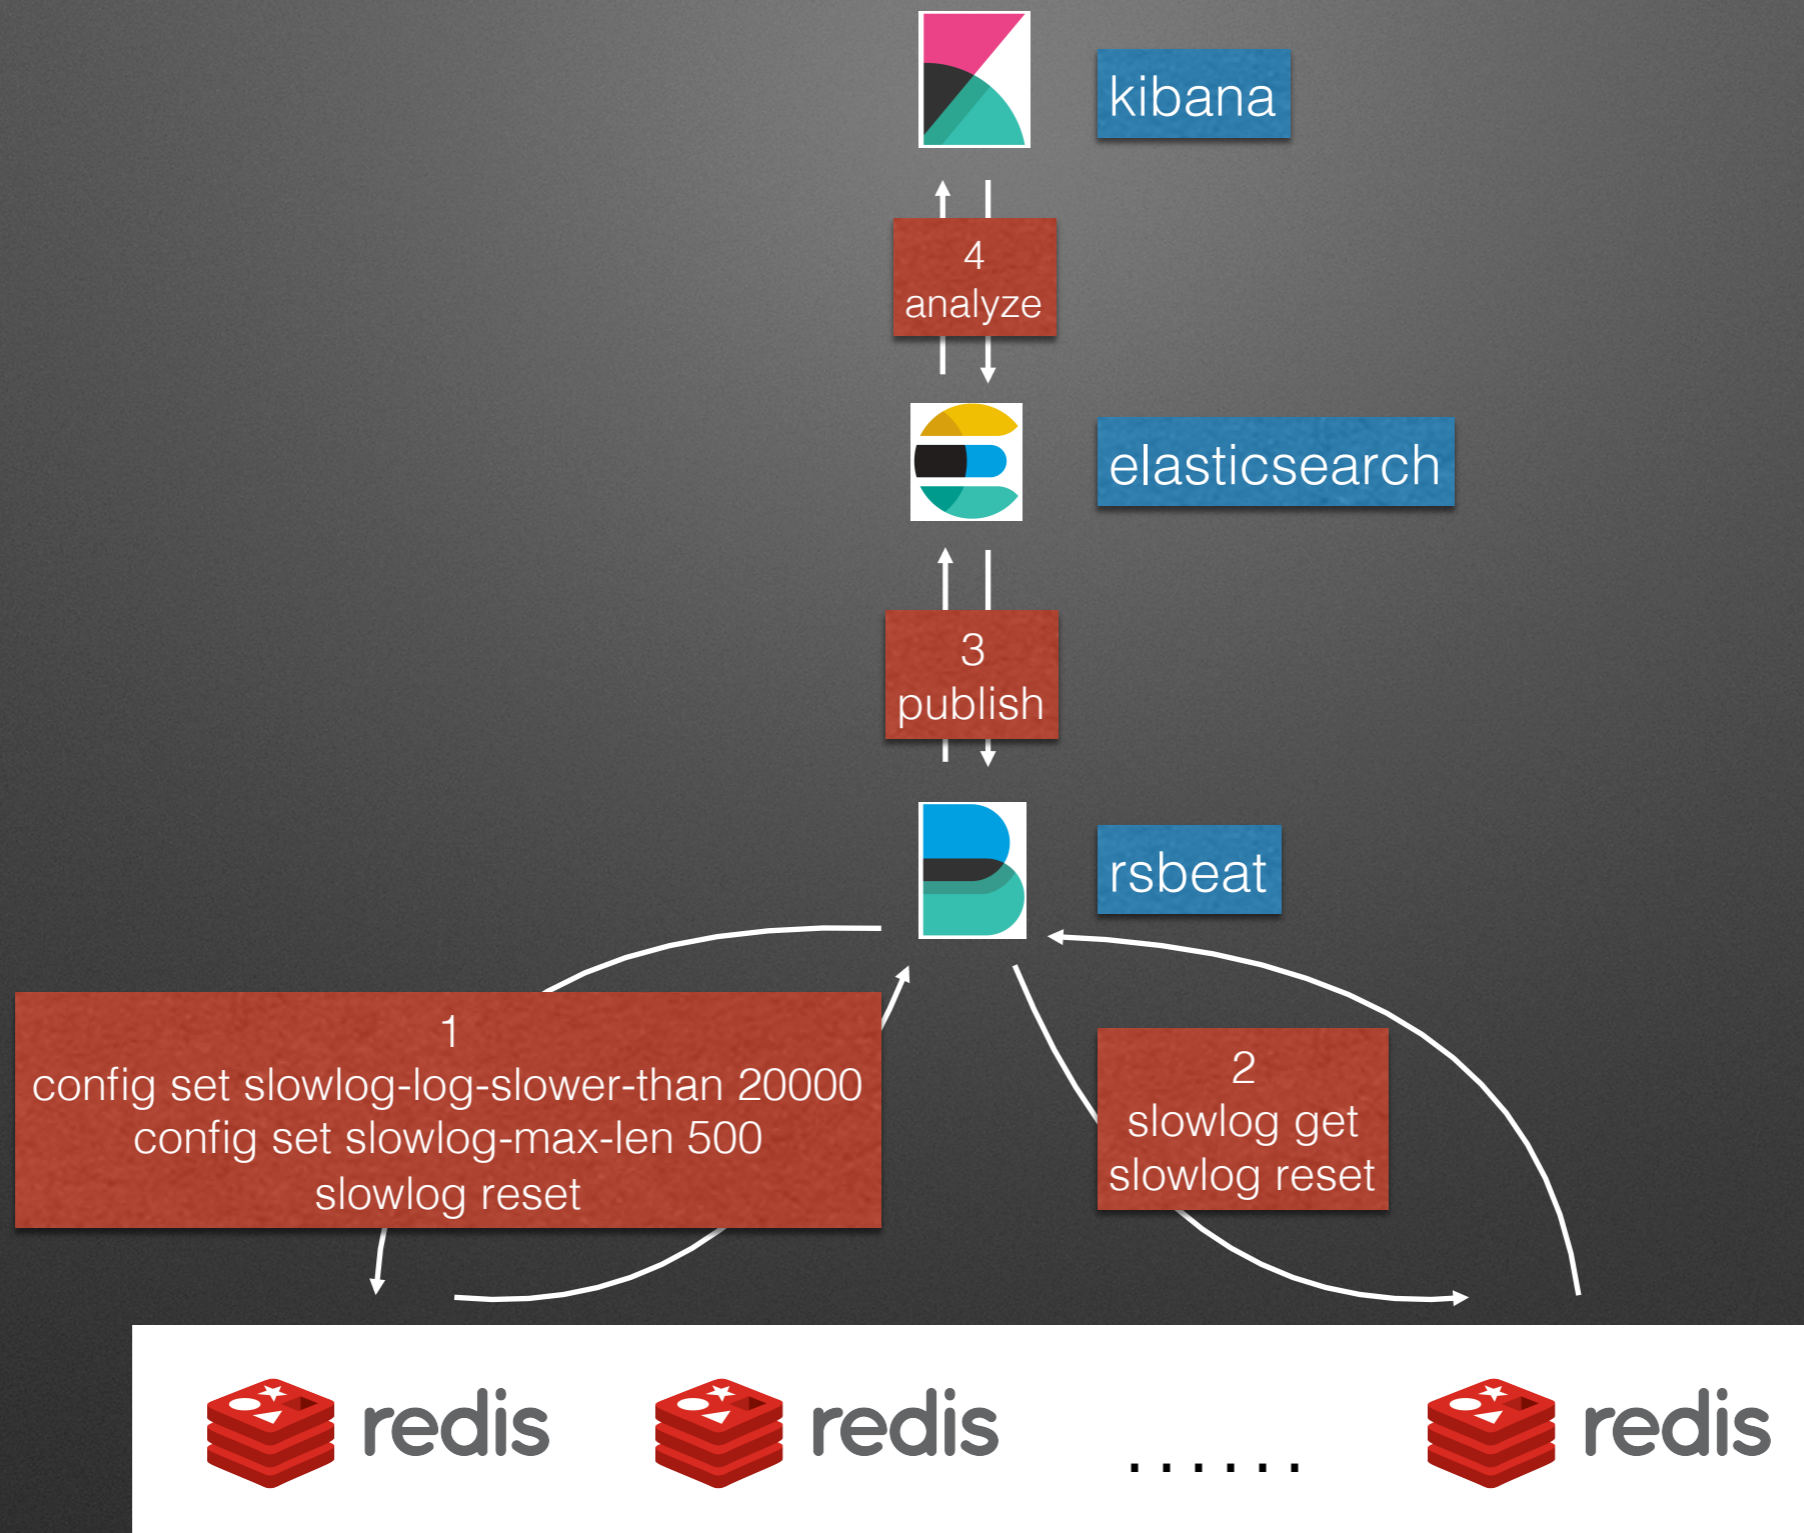 kibana
4
analyze
elasticsearch
3
publish
rsbeat
1
config set slowlog-log-slower-than 20000
config set slowlog-max-len 500
slowlog reset
2
slowlog get
slowlog reset
redis
redis
......
redis